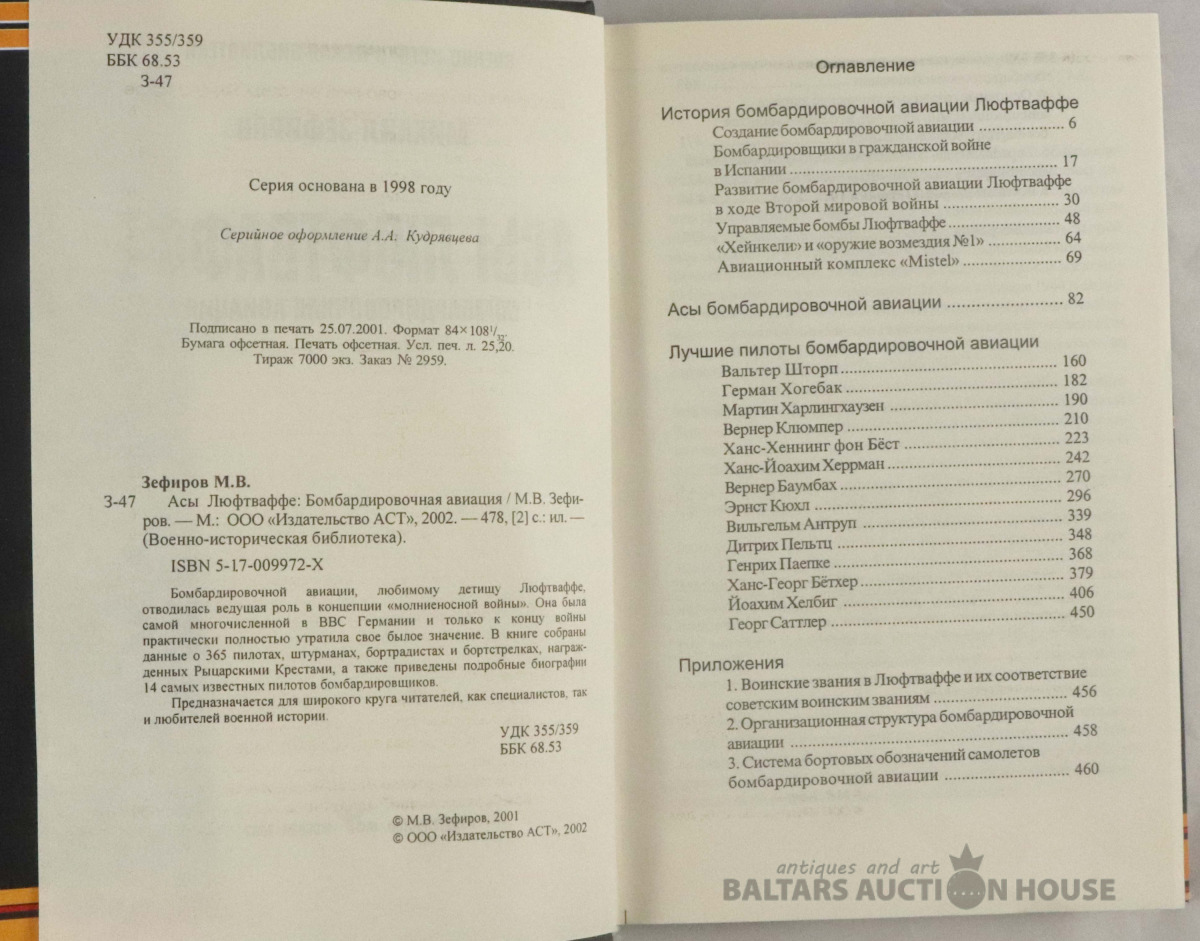 УДК 355/359
ББК 68.53
З-47
Серия основана в 1998 году
Серийное оформление А.А. Кудрявцева
Подписано в печать 25.07.2001. Формат 84×108¹/₃₂.
Бумага офсетная. Печать офсетная. Усл. печ. л. 25,20.
Тираж 7000 экз. Заказ № 2959.
Зефиров М.В.
З-47 Асы Люфтваффе: Бомбардировочная авиация / М.В. Зефи-
ров. — М.: ООО «Издательство АСТ», 2002. — 478, [2] с.: ил. —
(Военно-историческая библиотека).
ISBN 5-17-009972-X
Бомбардировочной авиации, любимому детищу Люфтваффе,
отводилась ведущая роль в концепции «молниеносной войны». Она была
самой многочисленной в ВВС Германии и только к концу войны
практически полностью утратила свое былое значение. В книге собраны
данные о 365 пилотах, штурманах, бортрадистах и бортстрелках, награж-
денных Рыцарскими Крестами, а также приведены подробные биографии
14 самых известных пилотов бомбардировщиков.
Предназначается для широкого круга читателей, как специалистов, так
и любителей военной истории.
УДК 355/359
ББК 68.53
© М.В. Зефиров, 2001
© ООО «Издательство АСТ», 2002
Оглавление
История бомбардировочной авиации Люфтваффе
Создание бомбардировочной авиации .................... 6
Бомбардировщики в гражданской войне
в Испании .................... 17
Развитие бомбардировочной авиации Люфтваффе
в ходе Второй мировой войны .................... 30
Управляемые бомбы Люфтваффе .................... 48
«Хейнкели» и «оружие возмездия №1» .................... 64
Авиационный комплекс «Mistel» .................... 69
Асы бомбардировочной авиации .................... 82
Лучшие пилоты бомбардировочной авиации
Вальтер Шторп .................... 160
Герман Хогебак .................... 182
Мартин Харлингхаузен .................... 190
Вернер Клюмпер .................... 210
Ханс-Хеннинг фон Бёст .................... 223
Ханс-Йоахим Херрман .................... 242
Вернер Баумбах .................... 270
Эрнст Кюхл .................... 296
Вильгельм Антруп .................... 339
Дитрих Пельтц .................... 348
Генрих Паепке .................... 368
Ханс-Георг Бётхер .................... 379
Йоахим Хелбиг .................... 406
Георг Саттлер .................... 450
Приложения
1. Воинские звания в Люфтваффе и их соответствие
советским воинским званиям .................... 456
2. Организационная структура бомбардировочной
авиации .................... 458
3. Система бортовых обозначений самолетов
бомбардировочной авиации .................... 460
antiques and art
BALTARS AUCTION HOUSE